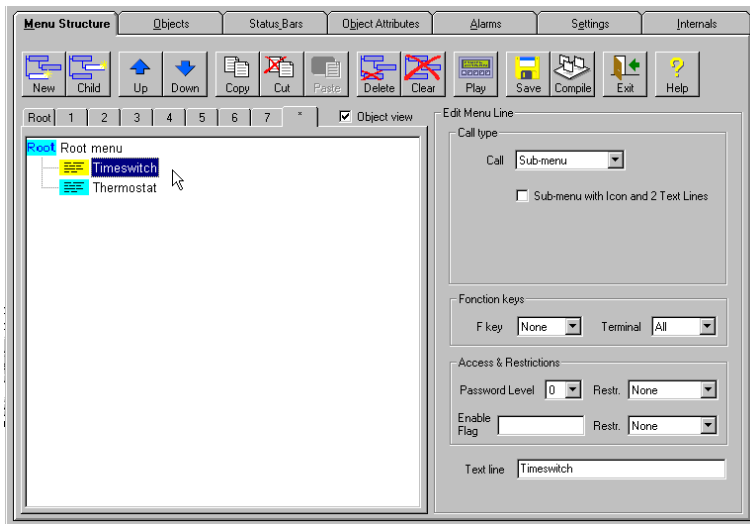 Menu Structure Objects Status Bars Object Attributes Alarms Settings Internals
New Child Up Down Copy Cut Paste Delete Clear Play Save Compile Exit Help
Root 1 2 3 4 5 6 7 * Object view
Edit Menu Line
Call type
Root Root menu
Call Sub-menu
Timeswitch
Thermostat
Sub-menu with Icon and 2 Text Lines
Fonction keys
F key None Terminal All
Access & Restrictions
Password Level 0 Restr. None
Enable Flag Restr. None
Text line Timeswitch